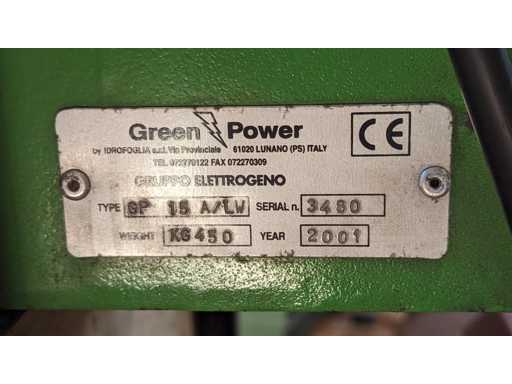 Green Power
by IDROFOGLIA s.r.l. Via Provinciale 61020 LUNANO (PS) ITALY
TEL. 072270122 FAX 072270309
GRUPPO ELETTROGENO
TYPE GP 15 A/LW SERIAL n. 3480
WEIGHT KG450 YEAR 2001
CE